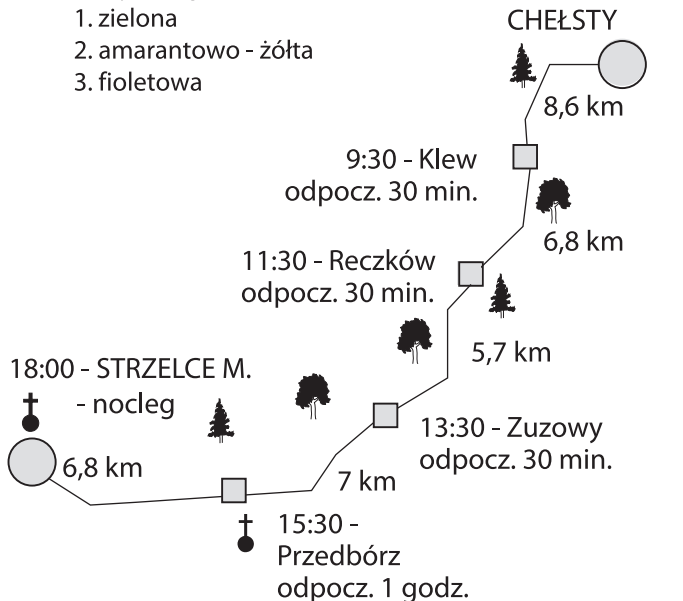 1. zielona
2. amarantowo - żółta
3. fioletowa
CHEŁSTY
8,6 km
9:30 - Klew
odpocz. 30 min.
6,8 km
11:30 - Reczków
odpocz. 30 min.
5,7 km
18:00 - STRZELCE M.
- nocleg
13:30 - Zuzowy
odpocz. 30 min.
6,8 km
7 km
15:30 -
Przedbórz
odpocz. 1 godz.